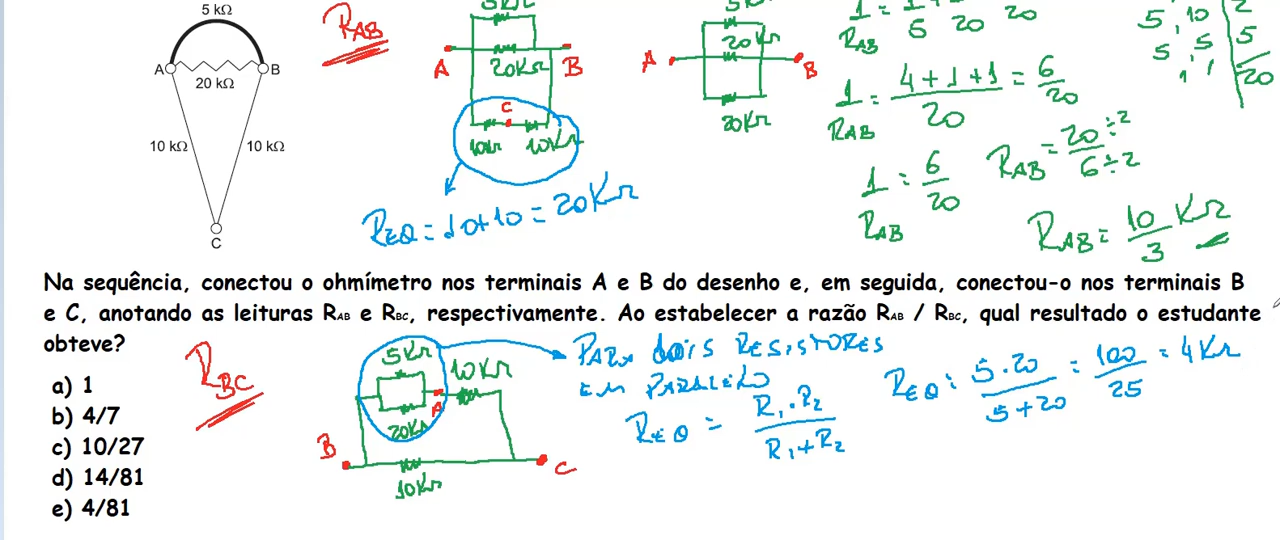 5 kΩ
A
B
20 kΩ
10 kΩ
10 kΩ
C
RAB
5KΩ
A
20KΩ
B
C
10KΩ
10KΩ
REQ = 10+10 = 20KΩ
A
20KΩ
B
20KΩ
5, 10
2
5, 5
5
1, 1
20
1/RAB =
6 20 20
1/RAB = 4+1+1/20 = 6/20
1/RAB = 6/20
RAB = 20÷2/6÷2
RAB = 10/3 KΩ
Na sequência, conectou o ohmímetro nos terminais A e B do desenho e, em seguida, conectou-o nos terminais B
e C, anotando as leituras RAB e RBC, respectivamente. Ao estabelecer a razão RAB / RBC, qual resultado o estudante
obteve?
a) 1
b) 4/7
c) 10/27
d) 14/81
e) 4/81
RBC
5KΩ
10KΩ
A
20KΩ
B
C
10KΩ
PARA DOIS RESISTORES
EM PARALELO
REQ = R1.R2/R1+R2
REQ = 5.20/5+20 = 100/25 = 4KΩ